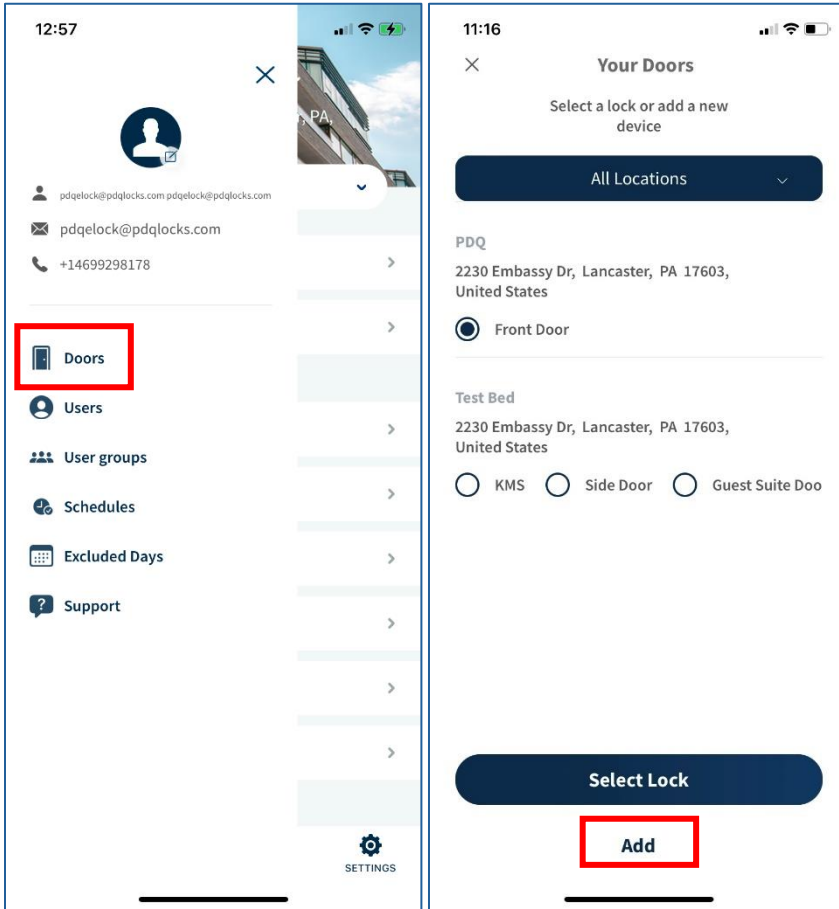 12:57
, PA,
pdqelock@pdqlocks.com pdqelock@pdqlocks.com
pdqelock@pdqlocks.com
+14699298178
Doors
Users
User groups
Schedules
Excluded Days
Support
SETTINGS
11:16
Your Doors
Select a lock or add a new
device
All Locations
PDQ
2230 Embassy Dr, Lancaster, PA 17603,
United States
Front Door
Test Bed
2230 Embassy Dr, Lancaster, PA 17603,
United States
KMS Side Door Guest Suite Doo
Select Lock
Add